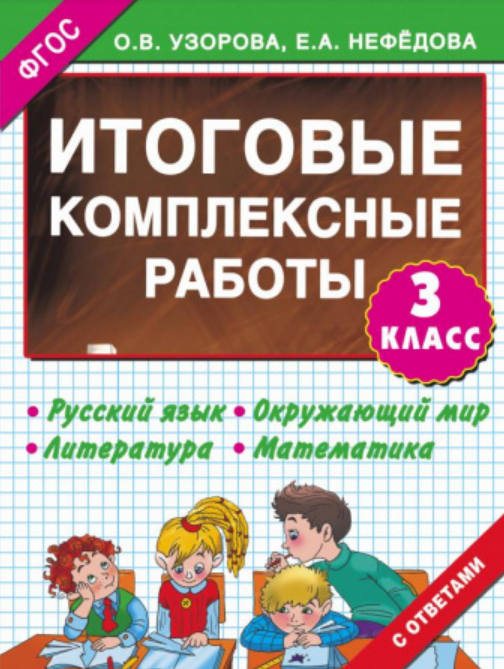 ФГОС
О.В. УЗОРОВА, Е.А. НЕФЁДОВА
ИТОГОВЫЕ
КОМПЛЕКСНЫЕ
РАБОТЫ
3
КЛАСС
• Русский язык • Окружающий мир
• Литература • Математика
С ОТВЕТАМИ